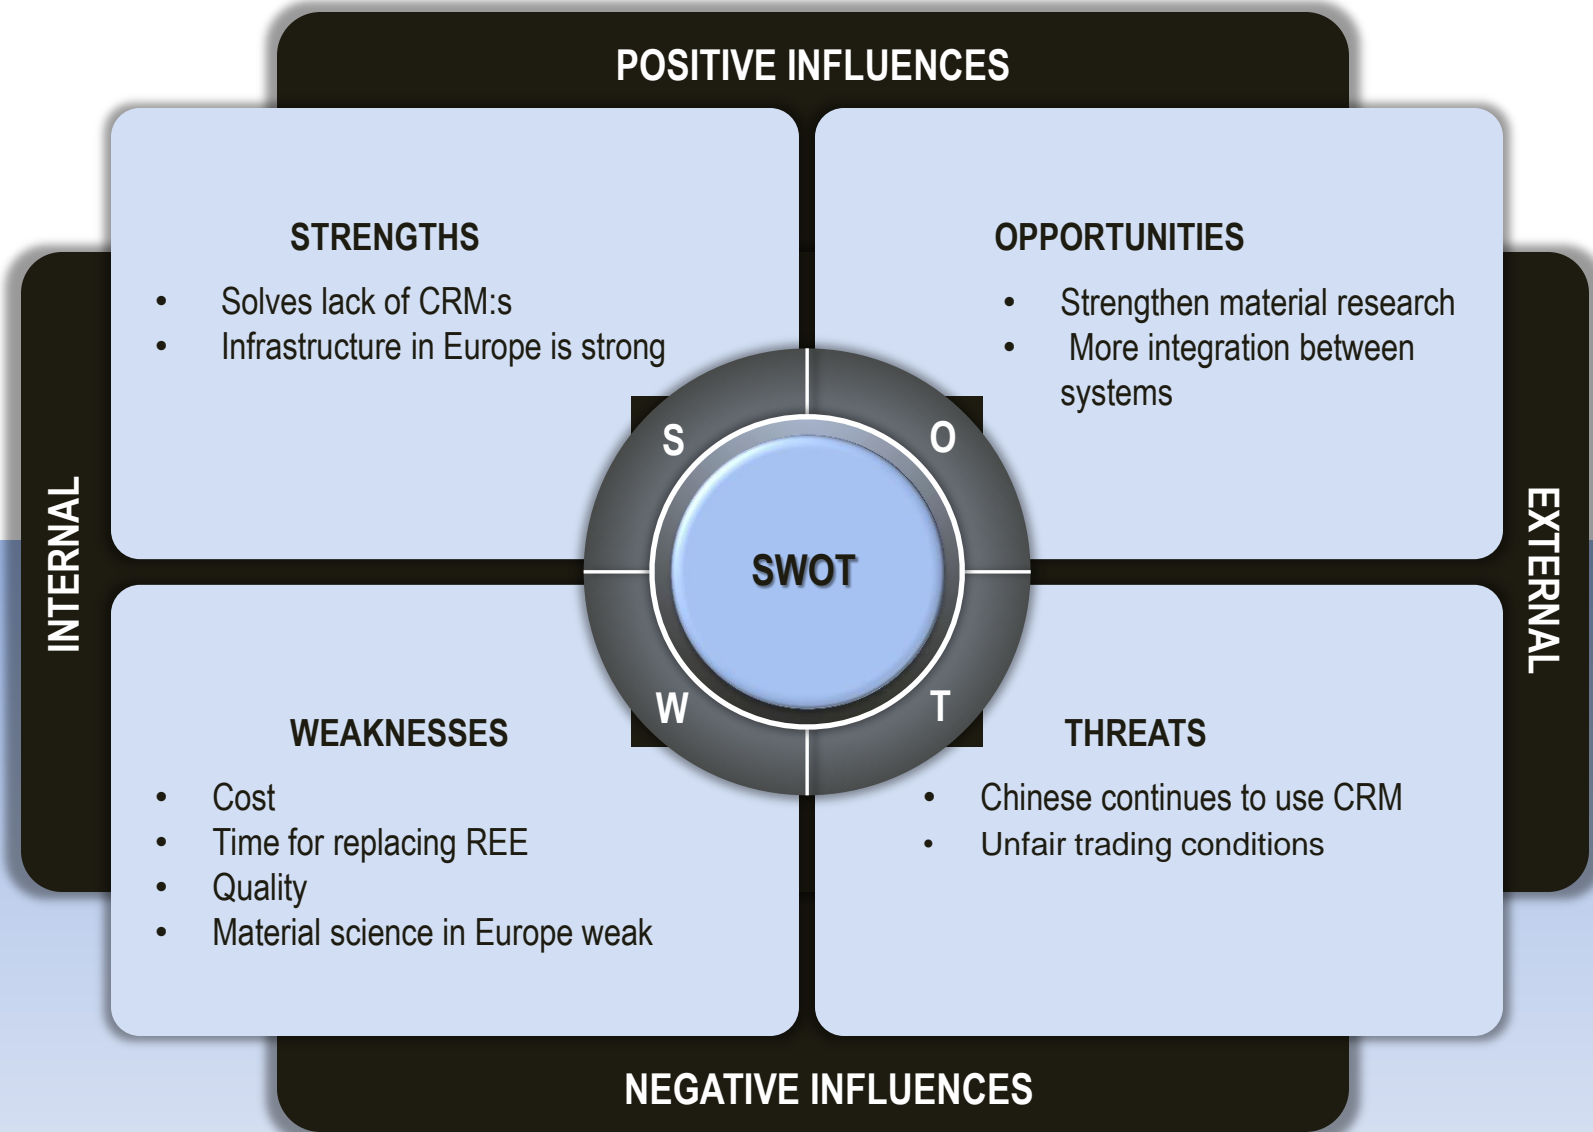 POSITIVE INFLUENCES
STRENGTHS
• Solves lack of CRM:s
• Infrastructure in Europe is strong
OPPORTUNITIES
• Strengthen material research
• More integration between
systems
INTERNAL
S
O
SWOT
W
T
EXTERNAL
WEAKNESSES
• Cost
• Time for replacing REE
• Quality
• Material science in Europe weak
THREATS
• Chinese continues to use CRM
• Unfair trading conditions
NEGATIVE INFLUENCES